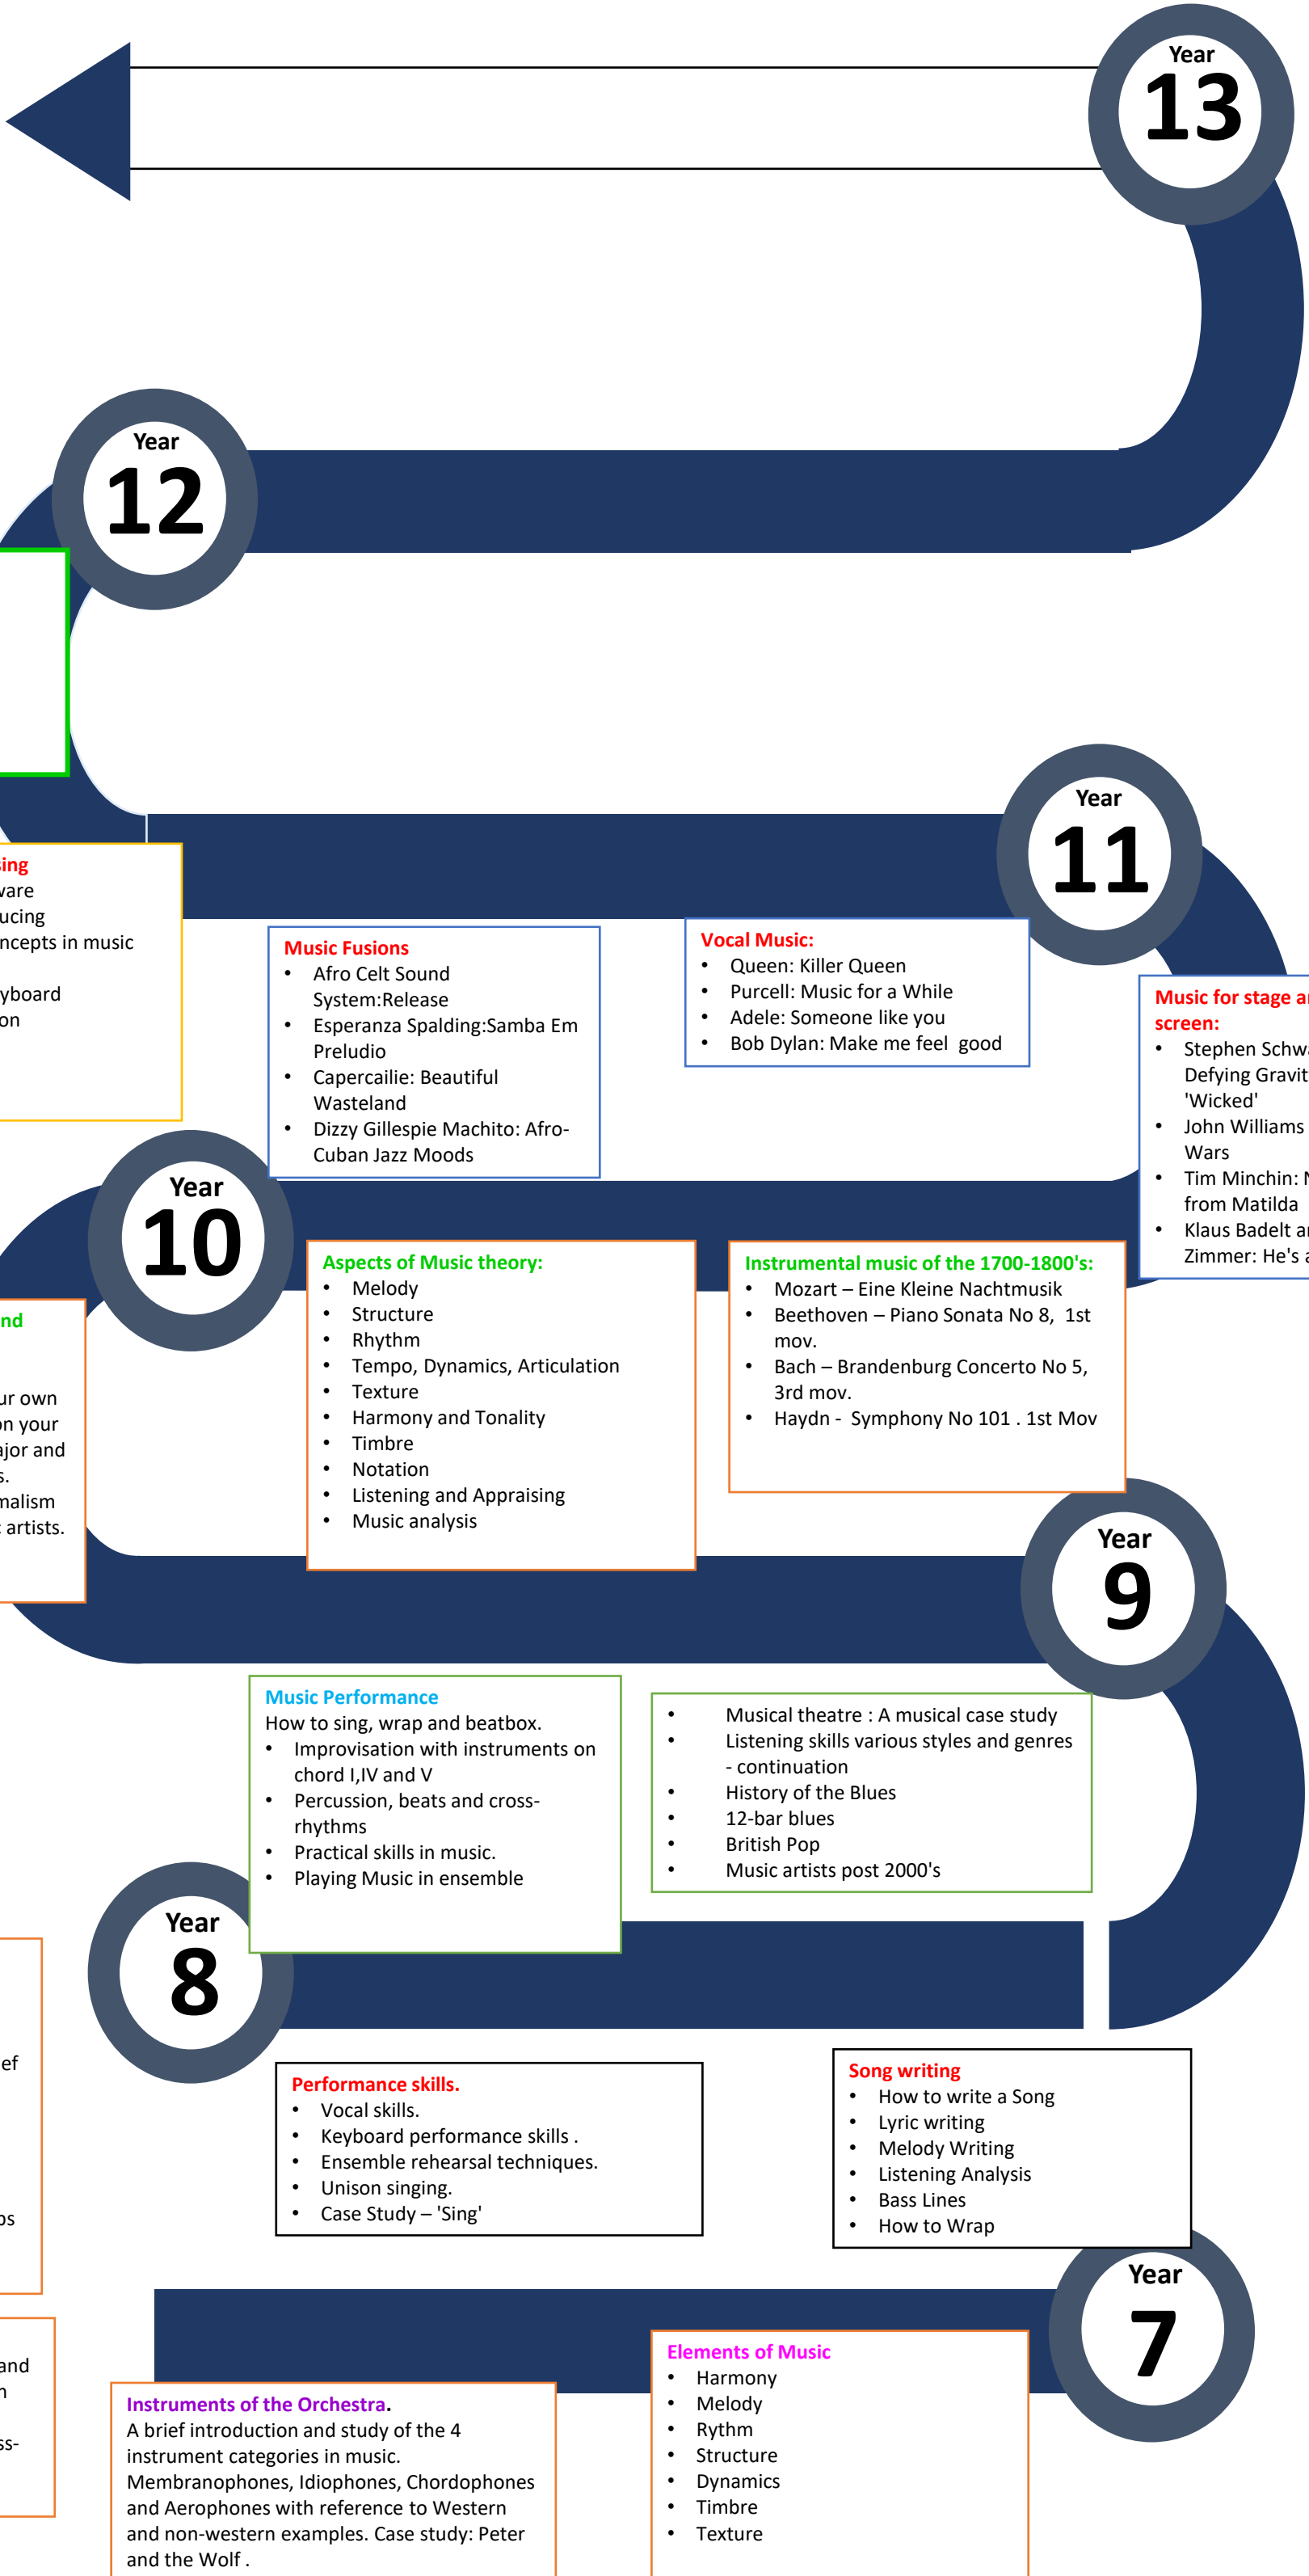 Year
13
Year
12
Year
11
sing
ware
ucing
ncepts in music
yboard
on
Music Fusions
• Afro Celt Sound
System:Release
• Esperanza Spalding:Samba Em
Preludio
• Capercailie: Beautiful
Wasteland
• Dizzy Gillespie Machito: Afro-
Cuban Jazz Moods
Vocal Music:
• Queen: Killer Queen
• Purcell: Music for a While
• Adele: Someone like you
• Bob Dylan: Make me feel good
Music for stage a
screen:
• Stephen Schw
Defying Gravit
'Wicked'
• John Williams
Wars
• Tim Minchin:
from Matilda
• Klaus Badelt a
Zimmer: He's a
Year
10
Aspects of Music theory:
• Melody
• Structure
• Rhythm
• Tempo, Dynamics, Articulation
• Texture
• Harmony and Tonality
• Timbre
• Notation
• Listening and Appraising
• Music analysis
Instrumental music of the 1700-1800's:
• Mozart – Eine Kleine Nachtmusik
• Beethoven – Piano Sonata No 8, 1st
mov.
• Bach – Brandenburg Concerto No 5,
3rd mov.
• Haydn - Symphony No 101 . 1st Mov
nd
ur own
on your
ajor and
s.
malism
c artists.
Year
9
Music Performance
How to sing, wrap and beatbox.
• Improvisation with instruments on
chord I,IV and V
• Percussion, beats and cross-
rhythms
• Practical skills in music.
• Playing Music in ensemble
• Musical theatre : A musical case study
• Listening skills various styles and genres
- continuation
• History of the Blues
• 12-bar blues
• British Pop
• Music artists post 2000's
Year
8
ef
os
Performance skills.
• Vocal skills.
• Keyboard performance skills .
• Ensemble rehearsal techniques.
• Unison singing.
• Case Study – 'Sing'
Song writing
• How to write a Song
• Lyric writing
• Melody Writing
• Listening Analysis
• Bass Lines
• How to Wrap
Year
7
and
n
ss-
Instruments of the Orchestra.
A brief introduction and study of the 4
instrument categories in music.
Membranophones, Idiophones, Chordophones
and Aerophones with reference to Western
and non-western examples. Case study: Peter
and the Wolf .
Elements of Music
• Harmony
• Melody
• Rythm
• Structure
• Dynamics
• Timbre
• Texture